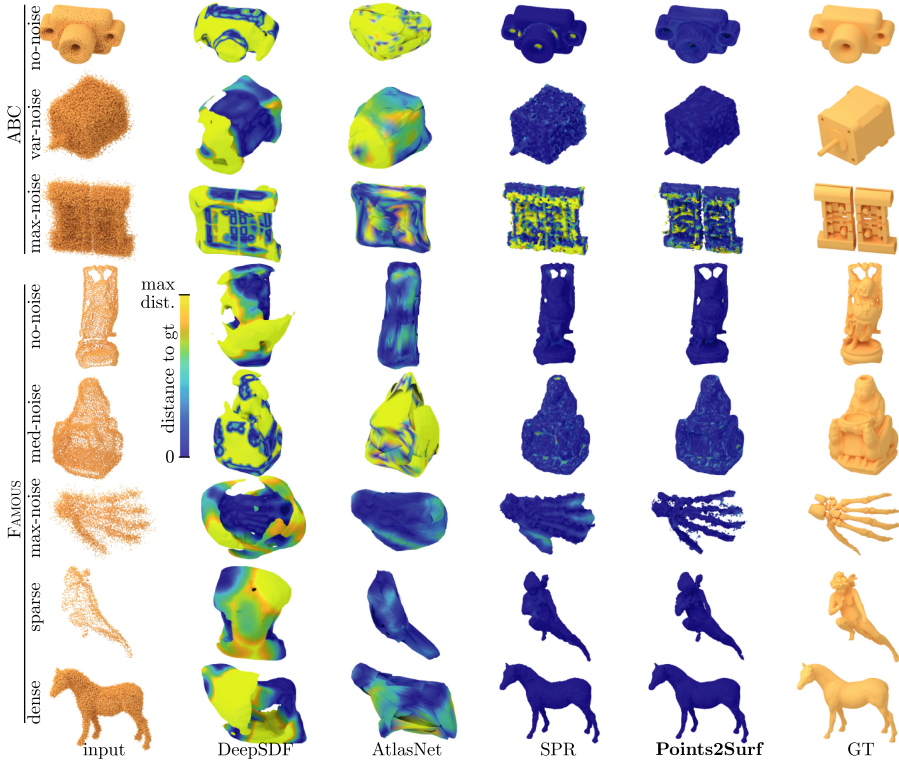 ABC
no-noise
var-noise
max-noise
FAMOUS
no-noise
med-noise
max-noise
sparse
dense
max
dist.
distance to gt
0
input DeepSDF AtlasNet SPR Points2Surf GT